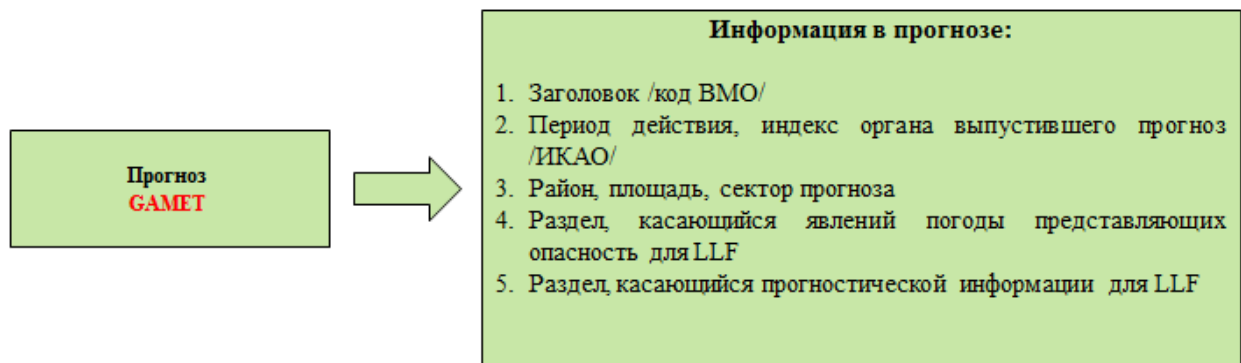 Прогноз
GAMET
Информация в прогнозе:
1. Заголовок /код ВМО/
2. Период действия, индекс органа выпустившего прогноз
/ИКАО/
3. Район, площадь, сектор прогноза
4. Раздел, касающийся явлений погоды представляющих
опасность для LLF
5. Раздел, касающийся прогностической информации для LLF